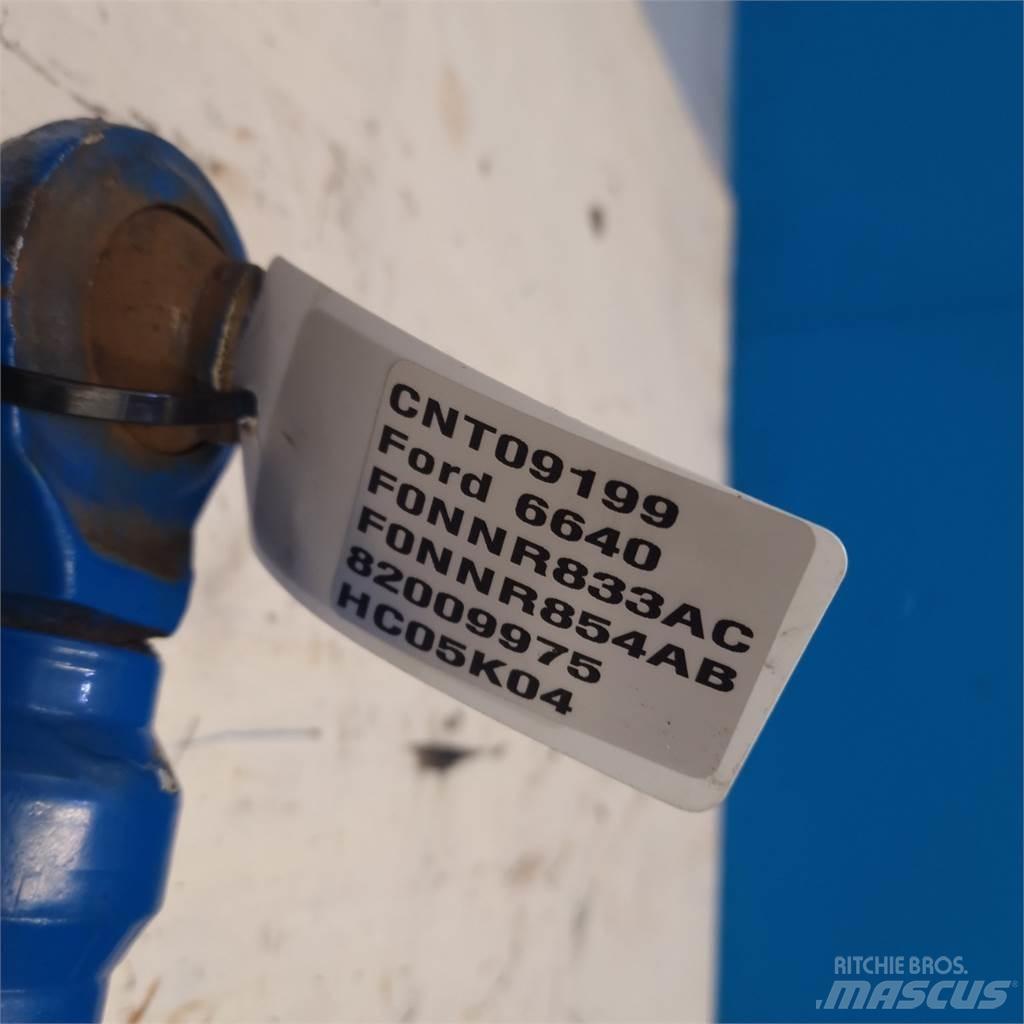 CNT09199
Ford 6640
F0NNR833AC
F0NNR854AB
82009975
HC05K04
RITCHIE BROS.
MASCUS